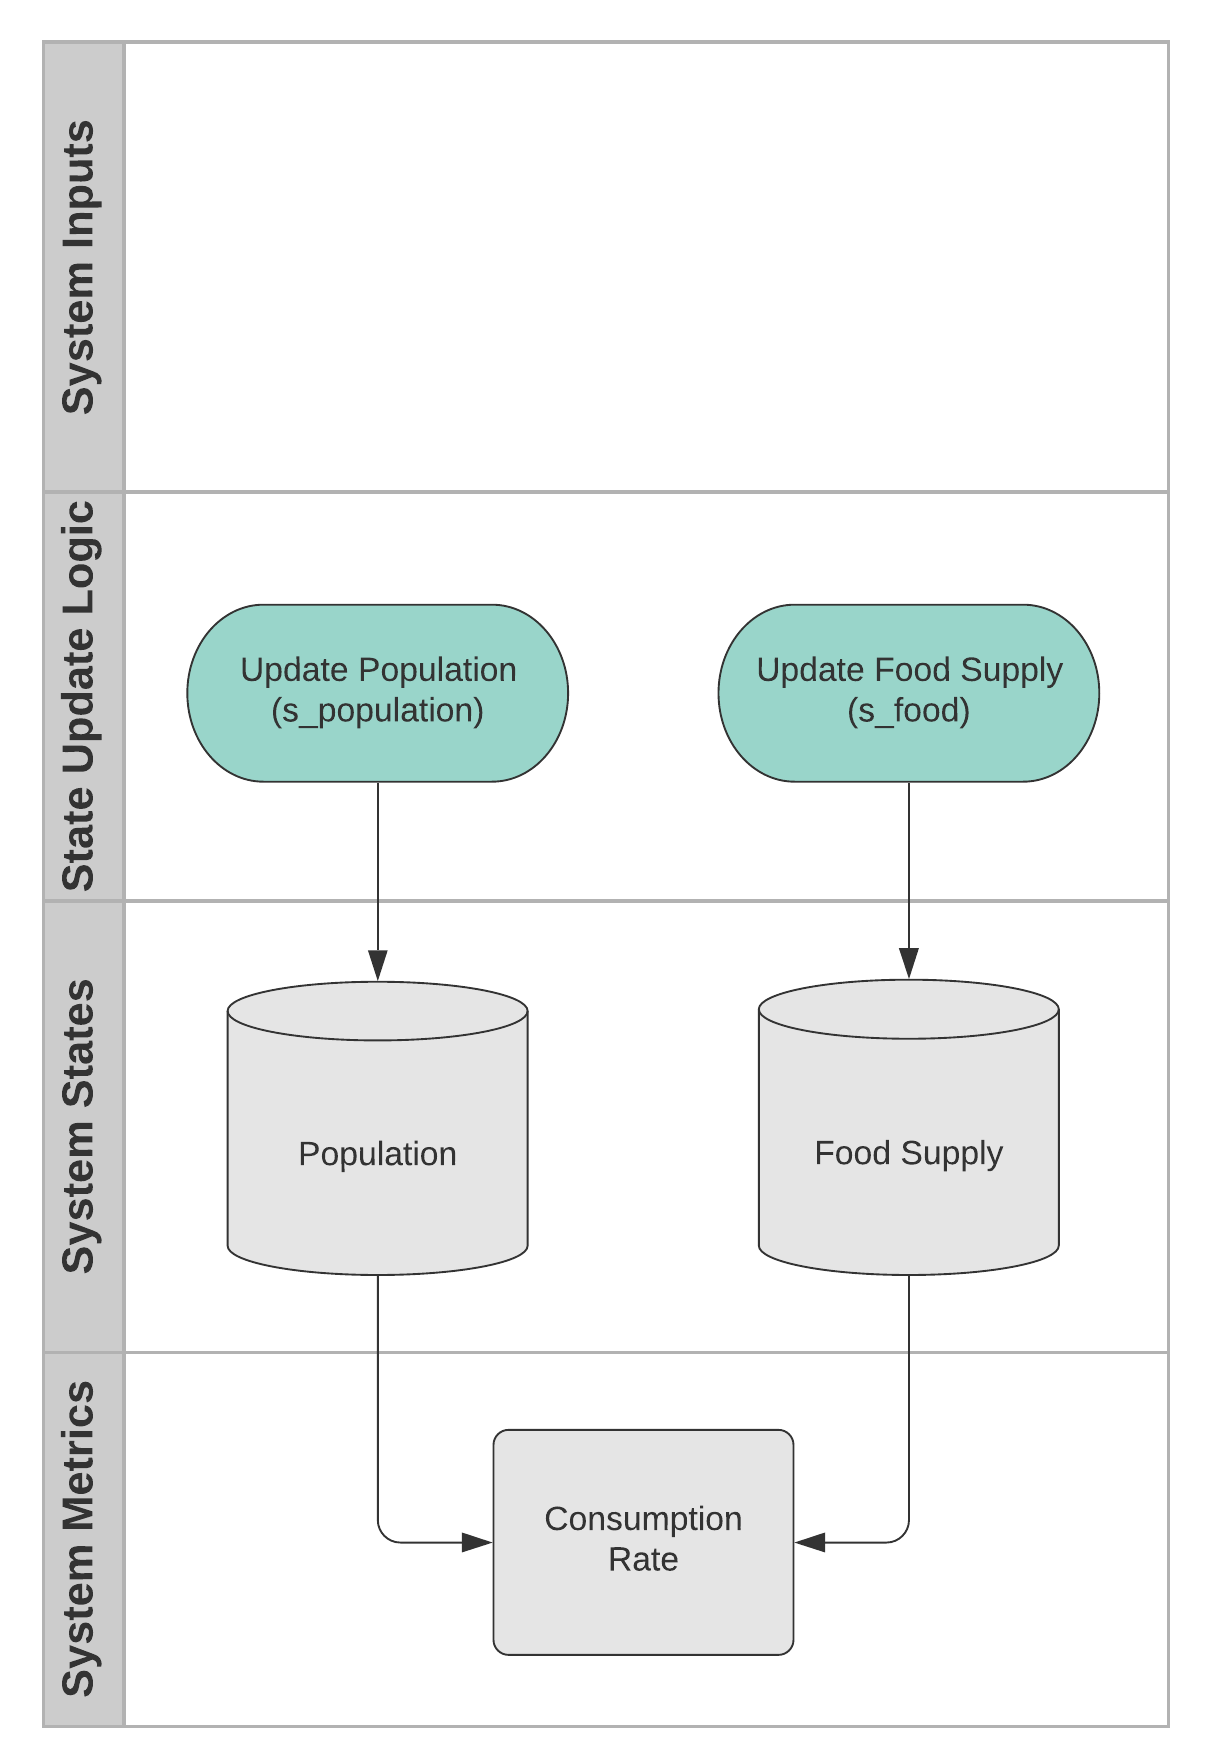 System Inputs
State Update Logic
Update Population
(s_population)
Update Food Supply
(s_food)
System States
Population
Food Supply
System Metrics
Consumption
Rate